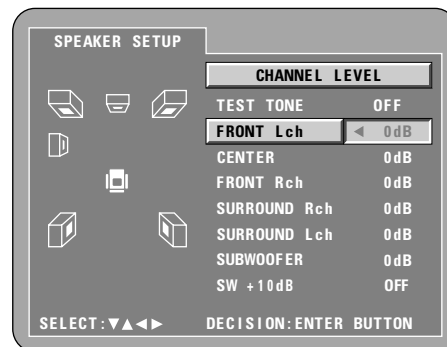 SPEAKER SETUP
CHANNEL LEVEL
TEST TONE OFF
FRONT Lch ◀ 0dB
CENTER 0dB
FRONT Rch 0dB
SURROUND Rch 0dB
SURROUND Lch 0dB
SUBWOOFER 0dB
SW +10dB OFF
SELECT:▼▲◀▶ DECISION:ENTER BUTTON